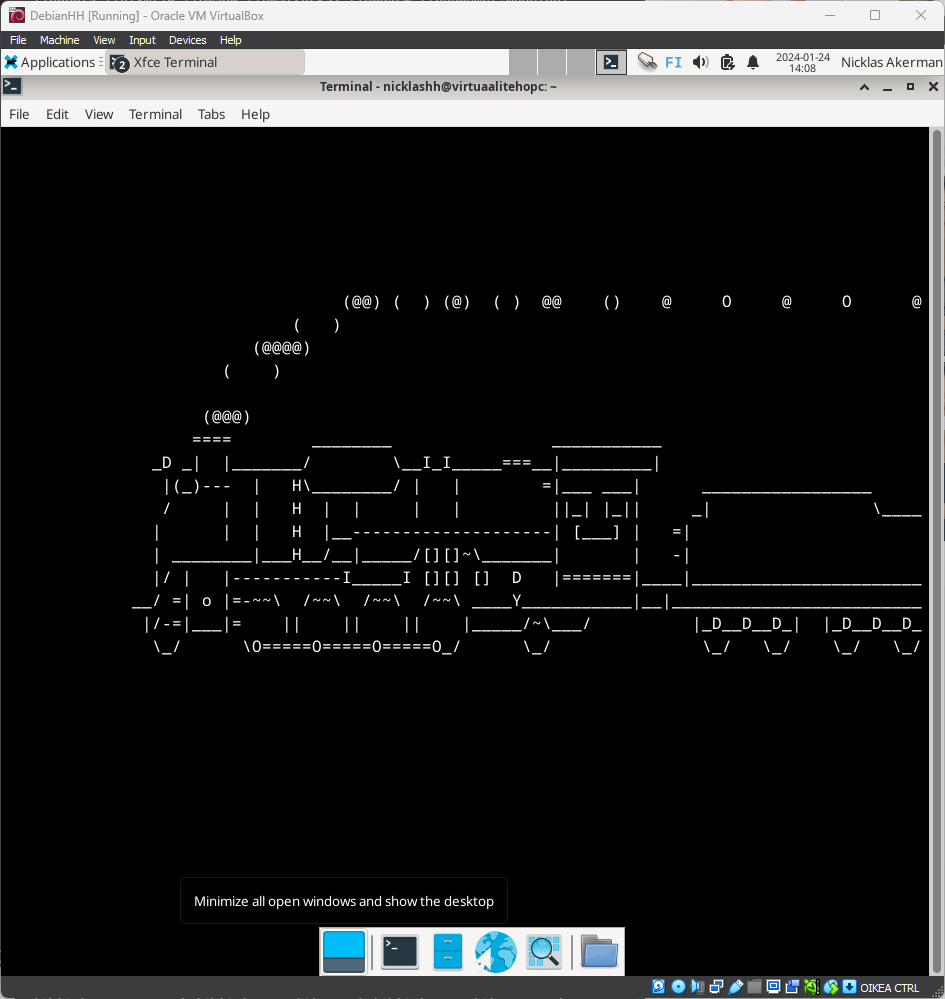 DebianHH [Running] - Oracle VM VirtualBox
File Machine View Input Devices Help
Applications 2 Xfce Terminal FI 2024-01-24 14:08 Nicklas Akerman
Terminal - nicklashh@virtuaalitehopc: ~
File Edit View Terminal Tabs Help
                                  (@@) (  ) (@)  ( )  @@    ()    @     O     @     O      @
                             (   )
                         (@@@@)
                      (    )

                    (@@@)
                   ====        ________                ___________
               _D _|  |_______/        \__I_I_____===__|_________|
                |(_)---  |   H\________/ |   |        =|___ ___|      _________________
                /     |  |   H  |  |     |   |         ||_| |_||     _|                \____
               |      |  |   H  |__--------------------| [___] |   =|
               | ________|___H__/__|_____/[][]~\_______|       |   -|
               |/ |   |-----------I_____I [][] []  D   |=======|____|_______________________
             __/ =| o |=-~~\  /~~\  /~~\  /~~\ ____Y___________|__|_________________________
              |/-=|___|=    ||    ||    ||    |_____/~\___/          |_D__D__D_|  |_D__D__D_
               \_/      \O=====O=====O=====O_/      \_/               \_/   \_/    \_/   \_/
Minimize all open windows and show the desktop
OIKEA CTRL